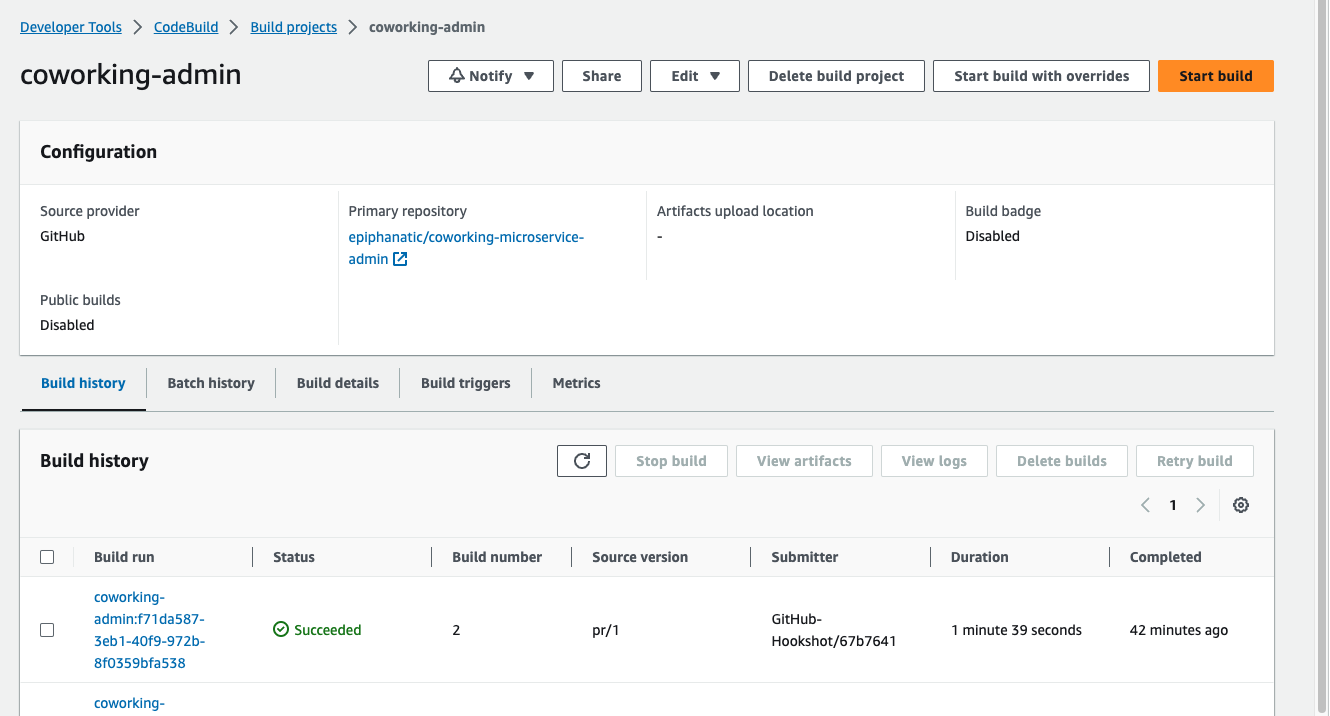 Developer Tools > CodeBuild > Build projects > coworking-admin
coworking-admin
Notify Share Edit Delete build project Start build with overrides Start build
Configuration
Source provider
GitHub
Primary repository
epiphanatic/coworking-microservice-
admin
Artifacts upload location
-
Build badge
Disabled
Public builds
Disabled
Build history Batch history Build details Build triggers Metrics
Build history
Stop build View artifacts View logs Delete builds Retry build
1
Build run Status Build number Source version Submitter Duration Completed
coworking-
admin:f71da587-
3eb1-40f9-972b-
8f0359bfa538
Succeeded
2
pr/1
GitHub-
Hookshot/67b7641
1 minute 39 seconds
42 minutes ago
coworking-